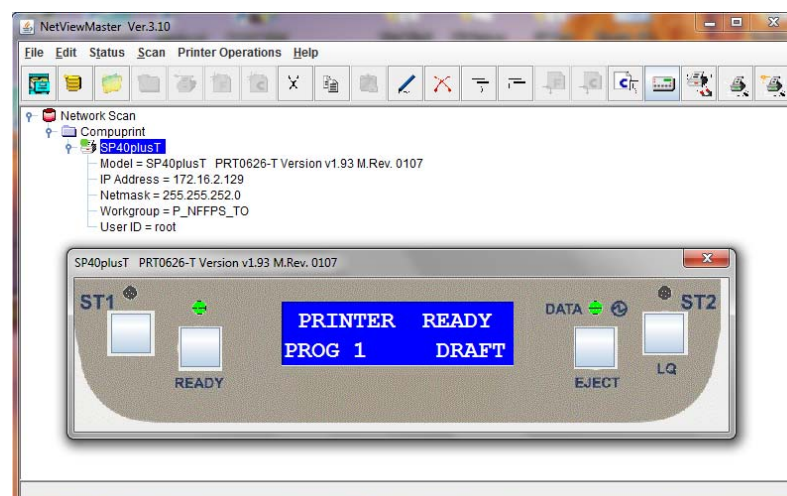 NetViewMaster Ver.3.10
File Edit Status Scan Printer Operations Help
Network Scan
Compuprint
SP40plusT
Model = SP40plusT PRT0626-T Version v1.93 M.Rev. 0107
IP Address = 172.16.2.129
Netmask = 255.255.252.0
Workgroup = P_NFFPS_TO
User ID = root
SP40plusT PRT0626-T Version v1.93 M.Rev. 0107
ST1
DATA
ST2
PRINTER READY
PROG 1 DRAFT
READY
EJECT
LQ